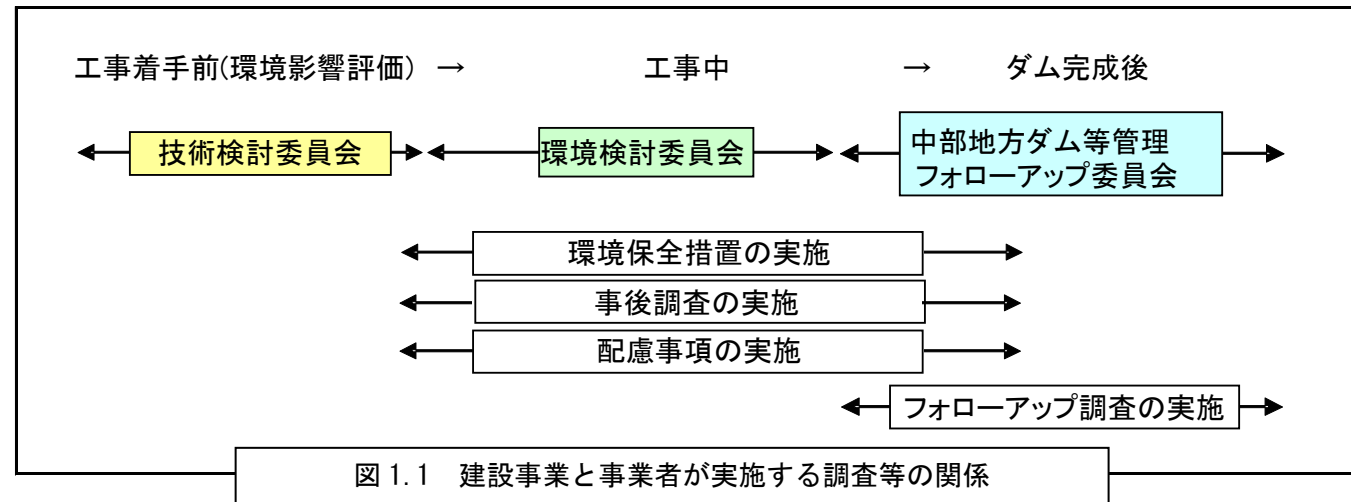 工事着手前(環境影響評価) → 工事中 → ダム完成後
技術検討委員会 環境検討委員会 中部地方ダム等管理
フォローアップ委員会
環境保全措置の実施
事後調査の実施
配慮事項の実施
フォローアップ調査の実施
図 1.1 建設事業と事業者が実施する調査等の関係